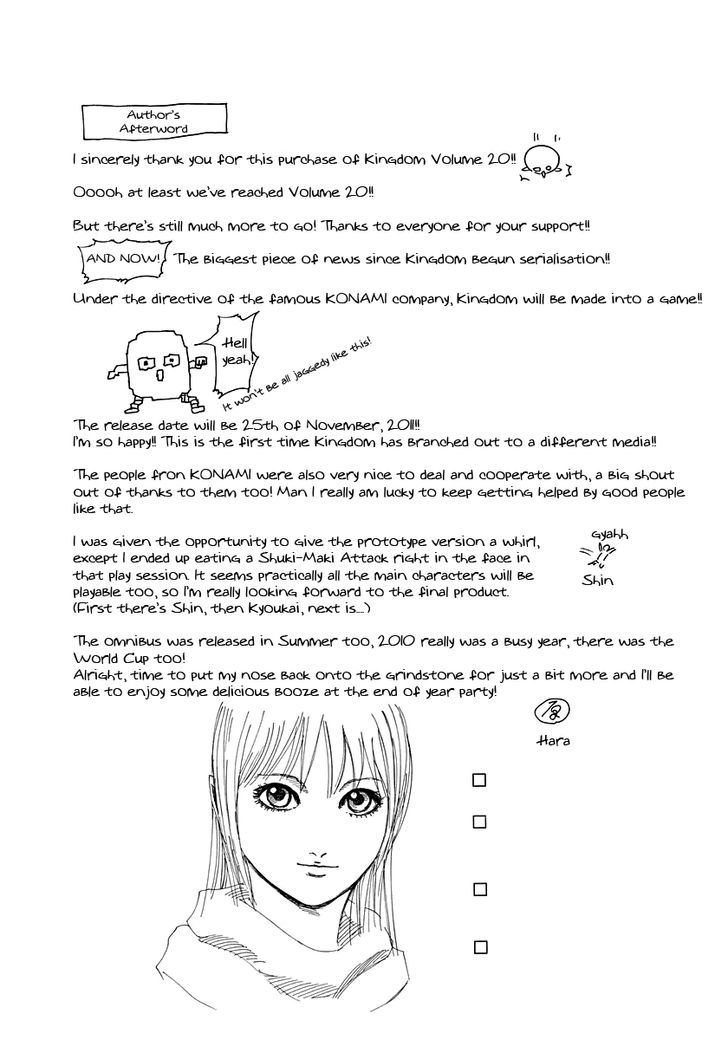 Author's
Afterword
I sincerely thank you for this purchase of Kingdom Volume 20!!
Ooooh at least we've reached Volume 20!!
But there's still much more to go! Thanks to everyone for your support!!
AND NOW! The biggest piece of news since Kingdom begun serialisation!!
Under the directive of the famous KONAMI company, Kingdom will be made into a game!!
Hell
yeah!
It won't be all jaggedy like this!
The release date will be 25th of November, 2011!!
I'm so happy!! This is the first time Kingdom has branched out to a different media!!
The people fron KONAMI were also very nice to deal and cooperate with, a big shout
out of thanks to them too! Man I really am lucky to keep getting helped by good people
like that.
I was given the opportunity to give the prototype version a whirl,
except I ended up eating a Shuki-Maki Attack right in the face in
that play session. It seems practically all the main characters will be
playable too, so I'm really looking forward to the final product.
(First there's Shin, then Kyoukai, next is....)
Gyahh
Shin
The omnibus was released in Summer too, 2010 really was a busy year, there was the
World Cup too!
Alright, time to put my nose back onto the grindstone for just a bit more and I'll be
able to enjoy some delicious booze at the end of year party!
原
Hara